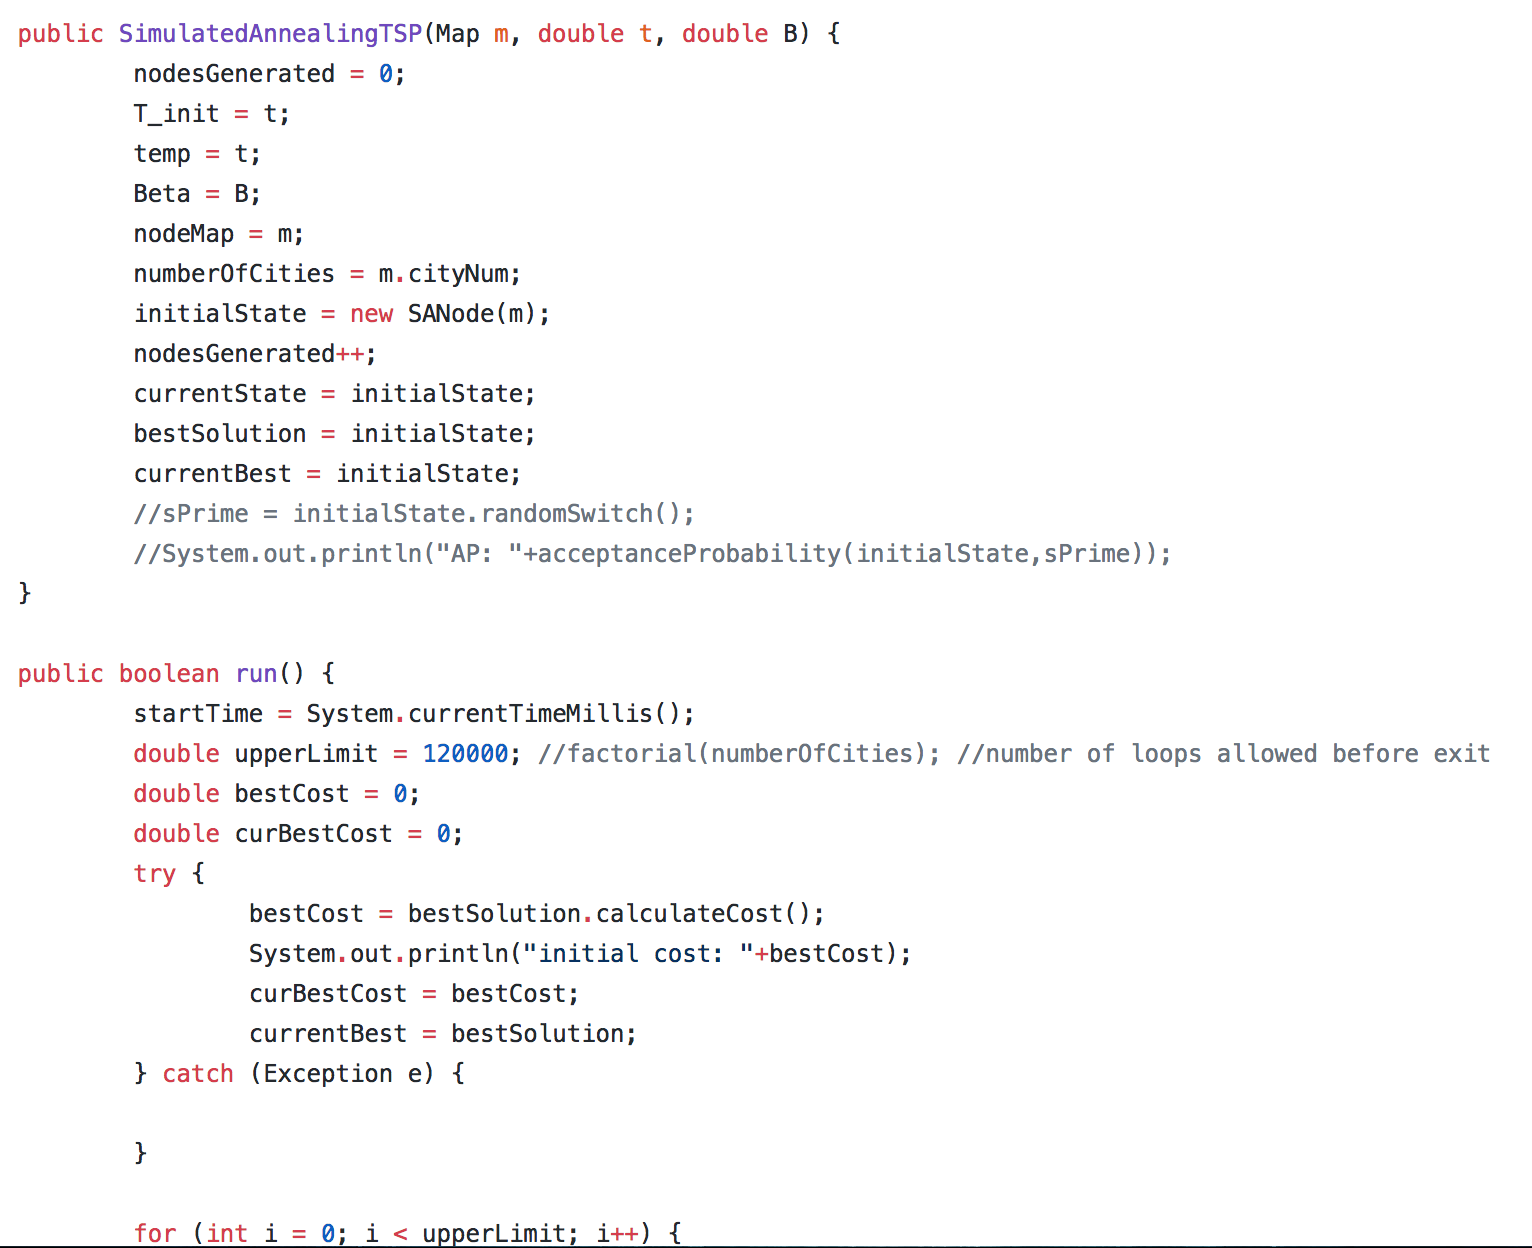 public SimulatedAnnealingTSP(Map m, double t, double B) {
        nodesGenerated = 0;
        T_init = t;
        temp = t;
        Beta = B;
        nodeMap = m;
        numberOfCities = m.cityNum;
        initialState = new SANode(m);
        nodesGenerated++;
        currentState = initialState;
        bestSolution = initialState;
        currentBest = initialState;
        //sPrime = initialState.randomSwitch();
        //System.out.println("AP: "+acceptanceProbability(initialState,sPrime));
}

public boolean run() {
        startTime = System.currentTimeMillis();
        double upperLimit = 120000; //factorial(numberOfCities); //number of loops allowed before exit
        double bestCost = 0;
        double curBestCost = 0;
        try {
                bestCost = bestSolution.calculateCost();
                System.out.println("initial cost: "+bestCost);
                curBestCost = bestCost;
                currentBest = bestSolution;
        } catch (Exception e) {

        }

        for (int i = 0; i < upperLimit; i++) {